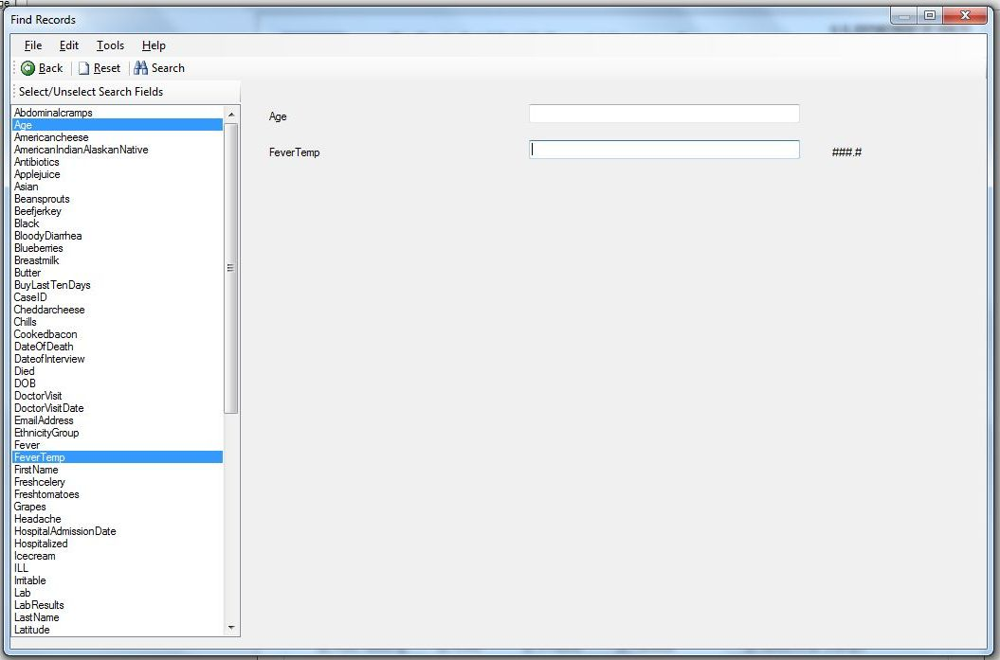 Find Records
File Edit Tools Help
Back Reset Search
Select/Unselect Search Fields
Abdominalcramps
Age
Americancheese
AmericanIndianAlaskanNative
Antibiotics
Applejuice
Asian
Beansprouts
Beefjerkey
Black
BloodyDiarrhea
Blueberries
Breastmilk
Butter
BuyLastTenDays
CaseID
Cheddarcheese
Chills
Cookedbacon
DateOfDeath
DateofInterview
Died
DOB
DoctorVisit
DoctorVisitDate
EmailAddress
EthnicityGroup
Fever
FeverTemp
FirstName
Freshcelery
Freshtomatoes
Grapes
Headache
HospitalAdmissionDate
Hospitalized
Icecream
ILL
Irritable
Lab
LabResults
LastName
Latitude
Age
FeverTemp ###.#